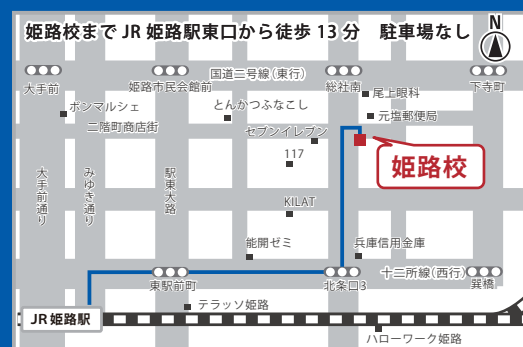 姫路校まで JR 姫路駅東口から徒歩 13 分　駐車場なし
N
国道二号線(東行)
大手前
姫路市民会館前
総社南
下寺町
尾上眼科
ボンマルシェ
とんかつふなこし
元塩郵便局
二階町商店街
セブンイレブン
117
姫路校
大手前通り
みゆき通り
駅東大路
KILAT
能開ゼミ
兵庫信用金庫
十二所線(西行)
東駅前町
北条口3
巽橋
テラッソ姫路
JR 姫路駅
ハローワーク姫路